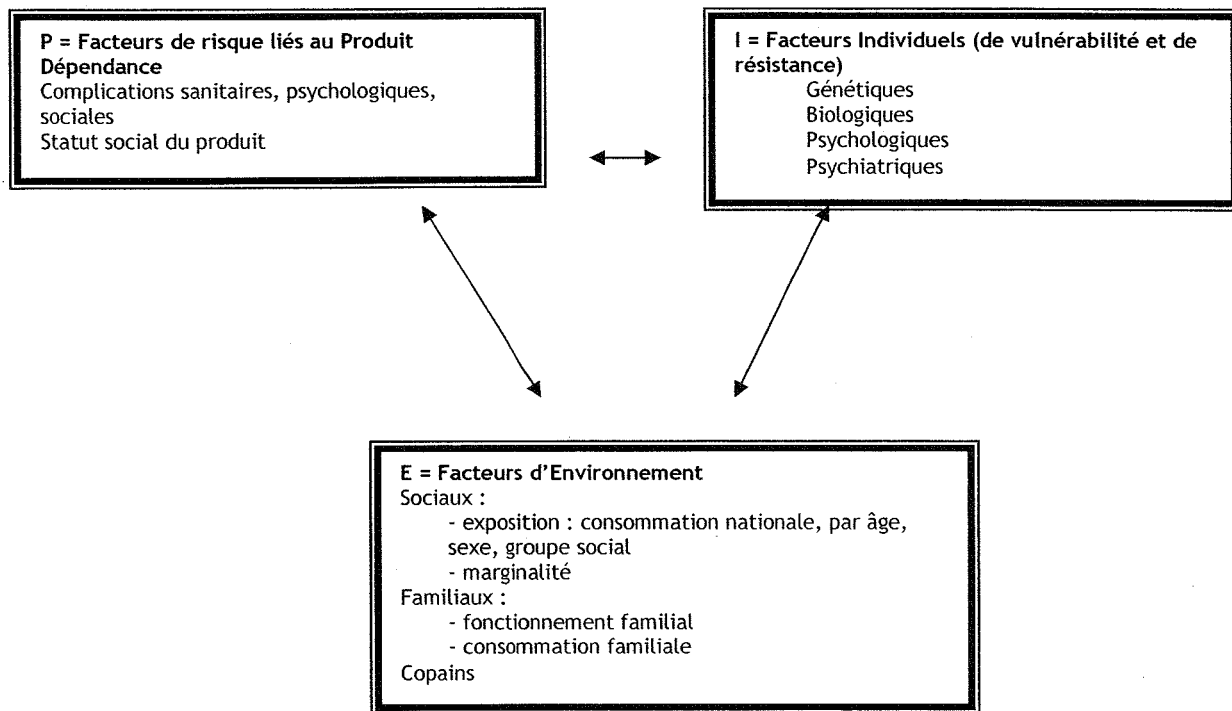 P = Facteurs de risque liés au Produit
Dépendance
Complications sanitaires, psychologiques,
sociales
Statut social du produit
I = Facteurs Individuels (de vulnérabilité et de
résistance)
Génétiques
Biologiques
Psychologiques
Psychiatriques
E = Facteurs d'Environnement
Sociaux :
- exposition : consommation nationale, par âge,
sexe, groupe social
- marginalité
Familiaux :
- fonctionnement familial
- consommation familiale
Copains